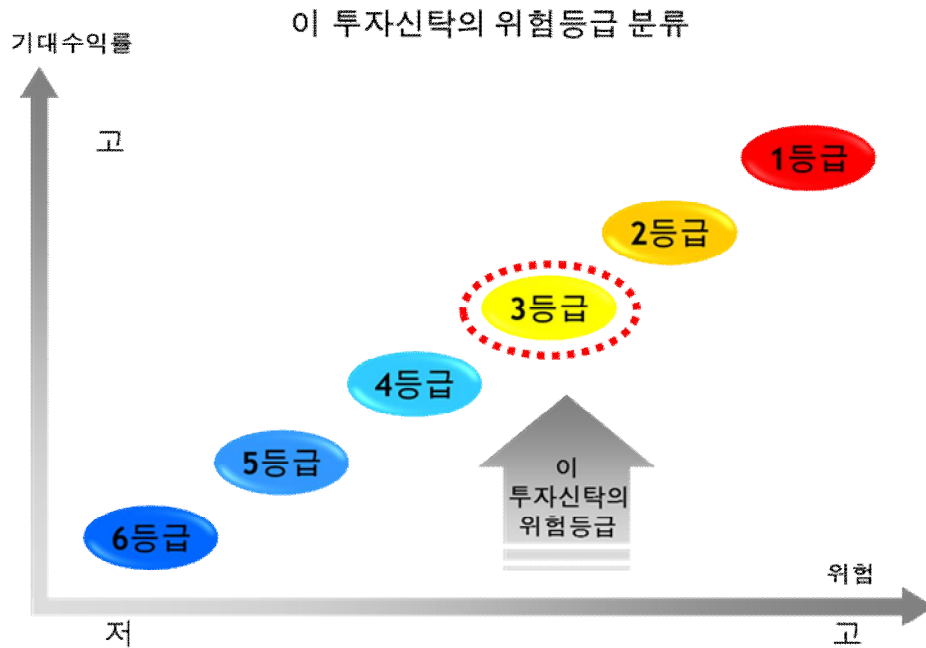 이 투자신탁의 위험등급 분류
기대수익률
고
1등급
2등급
3등급
4등급
5등급
6등급
이
투자신탁의
위험등급
위험
저
고